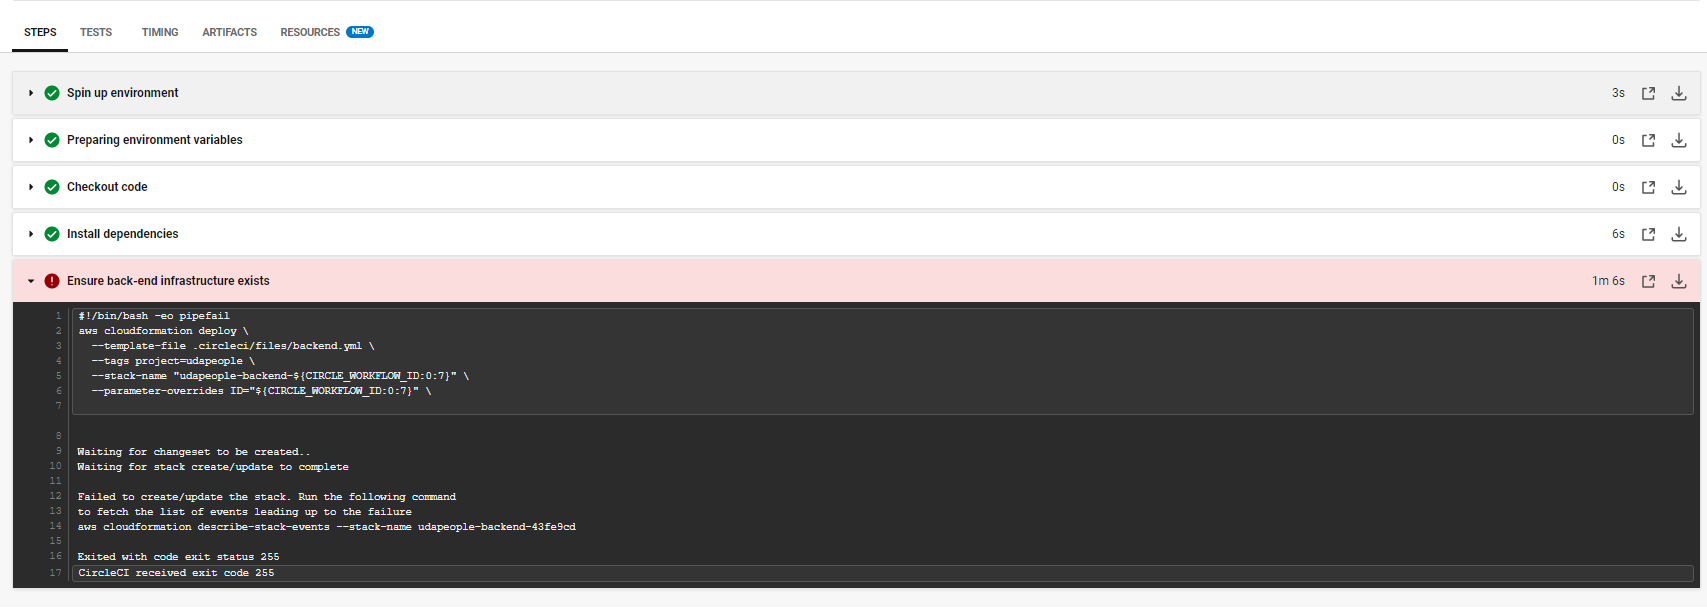 STEPS TESTS TIMING ARTIFACTS RESOURCES NEW
Spin up environment 3s
Preparing environment variables 0s
Checkout code 0s
Install dependencies 6s
Ensure back-end infrastructure exists 1m 6s
1 #!/bin/bash -eo pipefail
2 aws cloudformation deploy \
3 --template-file .circleci/files/backend.yml \
4 --tags project=udapeople \
5 --stack-name "udapeople-backend-${CIRCLE_WORKFLOW_ID:0:7}" \
6 --parameter-overrides ID="${CIRCLE_WORKFLOW_ID:0:7}" \
7
8
9 Waiting for changeset to be created..
10 Waiting for stack create/update to complete
11
12 Failed to create/update the stack. Run the following command
13 to fetch the list of events leading up to the failure
14 aws cloudformation describe-stack-events --stack-name udapeople-backend-43fe9cd
15
16 Exited with code exit status 255
17 CircleCI received exit code 255